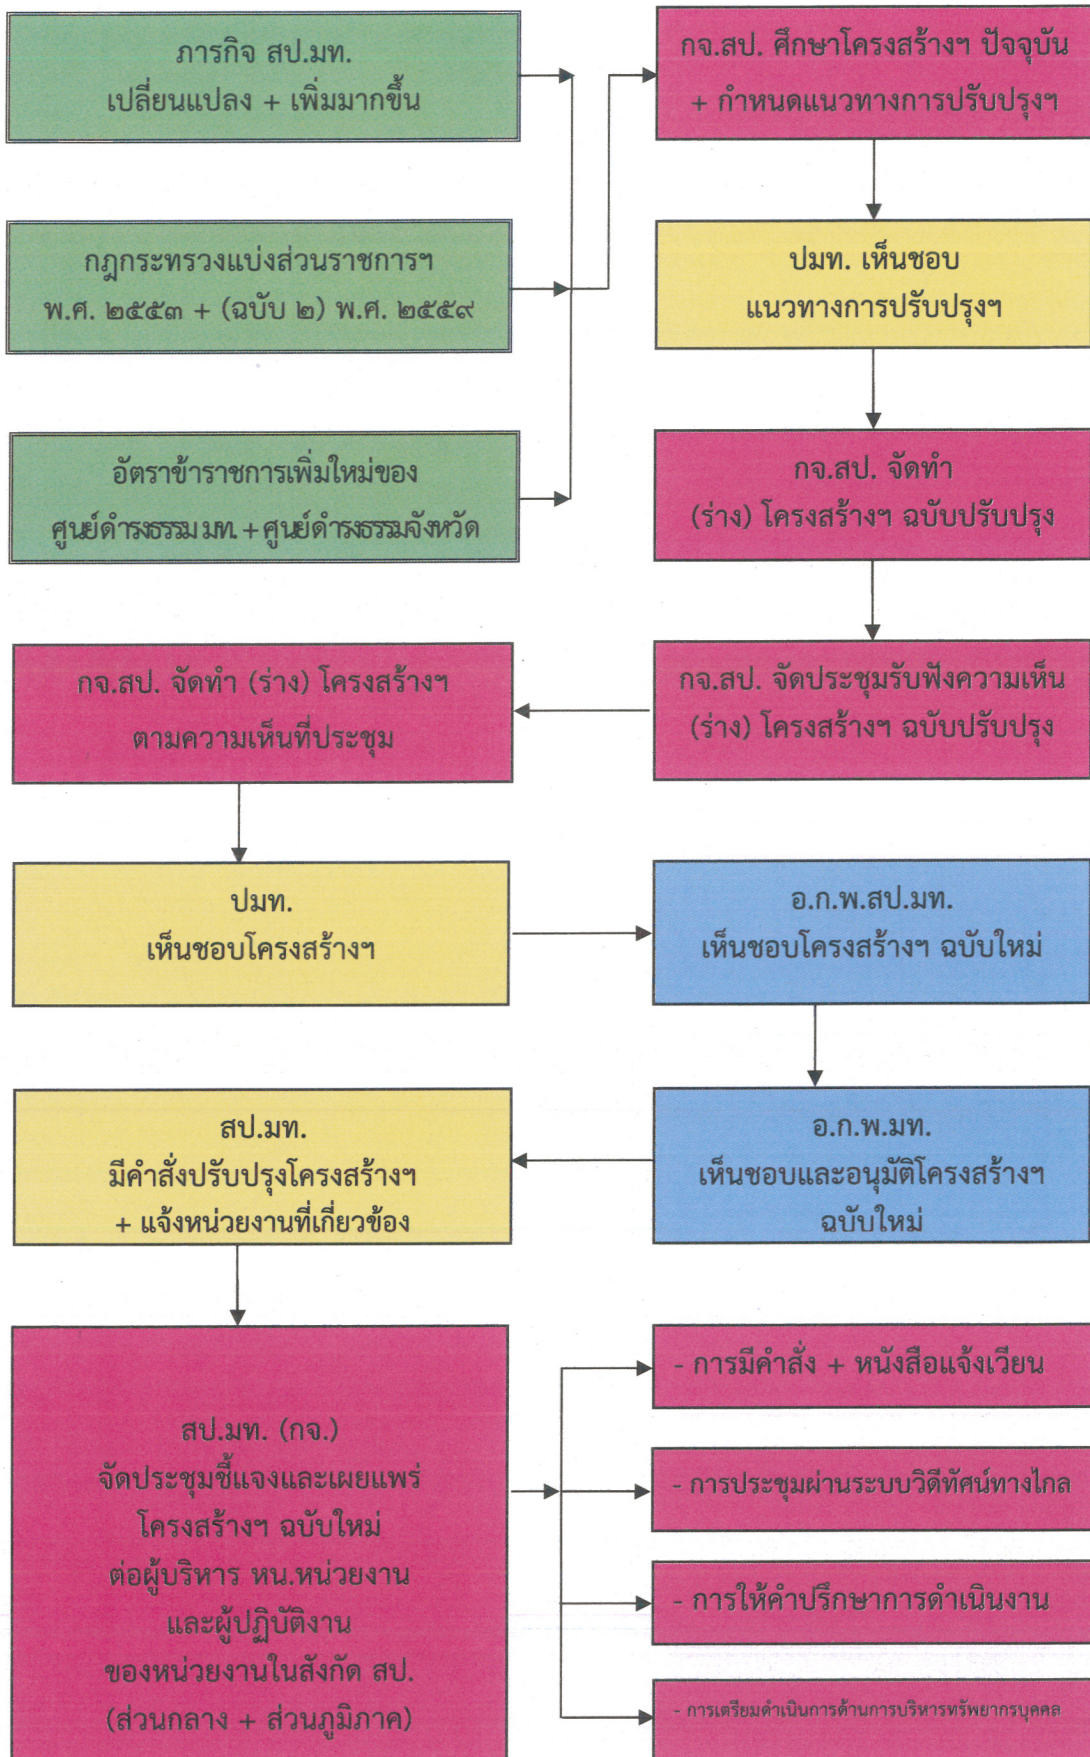 ภารกิจ สป.มท.
เปลี่ยนแปลง + เพิ่มมากขึ้น
กฎกระทรวงแบ่งส่วนราชการฯ
พ.ศ. ๒๕๕๓ + (ฉบับ ๒) พ.ศ. ๒๕๕๙
อัตราข้าราชการเพิ่มใหม่ของ
ศูนย์ดำรงธรรม มท. + ศูนย์ดำรงธรรมจังหวัด
กจ.สป. ศึกษาโครงสร้างฯ ปัจจุบัน
+ กำหนดแนวทางการปรับปรุงฯ
ปมท. เห็นชอบ
แนวทางการปรับปรุงฯ
กจ.สป. จัดทำ
(ร่าง) โครงสร้างฯ ฉบับปรับปรุง
กจ.สป. จัดประชุมรับฟังความเห็น
(ร่าง) โครงสร้างฯ ฉบับปรับปรุง
กจ.สป. จัดทำ (ร่าง) โครงสร้างฯ
ตามความเห็นที่ประชุม
ปมท.
เห็นชอบโครงสร้างฯ
อ.ก.พ.สป.มท.
เห็นชอบโครงสร้างฯ ฉบับใหม่
อ.ก.พ.มท.
เห็นชอบและอนุมัติโครงสร้างฯ
ฉบับใหม่
สป.มท.
มีคำสั่งปรับปรุงโครงสร้างฯ
+ แจ้งหน่วยงานที่เกี่ยวข้อง
สป.มท. (กจ.)
จัดประชุมชี้แจงและเผยแพร่
โครงสร้างฯ ฉบับใหม่
ต่อผู้บริหาร หน.หน่วยงาน
และผู้ปฏิบัติงาน
ของหน่วยงานในสังกัด สป.
(ส่วนกลาง + ส่วนภูมิภาค)
- การมีคำสั่ง + หนังสือแจ้งเวียน
- การประชุมผ่านระบบวิดีทัศน์ทางไกล
- การให้คำปรึกษาการดำเนินงาน
- การเตรียมดำเนินการด้านการบริหารทรัพยากรบุคคล